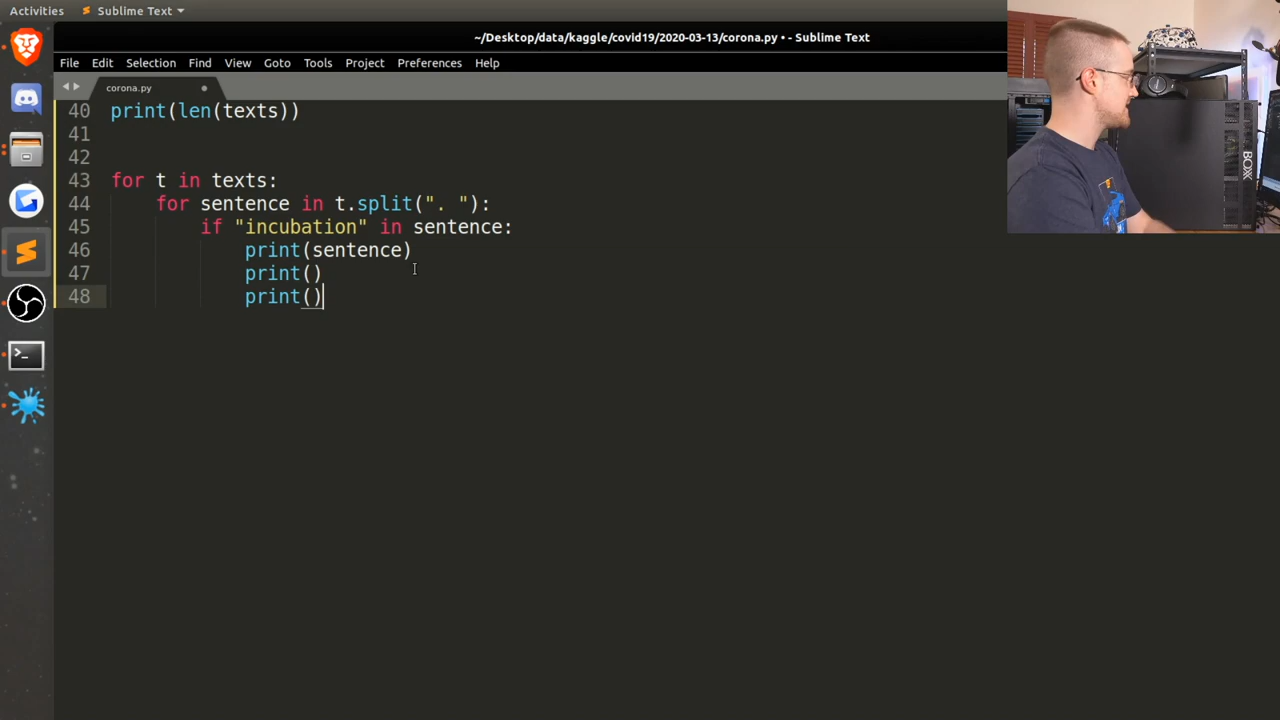 Activities
Sublime Text
~/Desktop/data/kaggle/covid19/2020-03-13/corona.py • - Sublime Text
File Edit Selection Find View Goto Tools Project Preferences Help
corona.py
40 print(len(texts))
41
42
43 for t in texts:
44 for sentence in t.split(". "):
45 if "incubation" in sentence:
46 print(sentence)
47 print()
48 print()
BOXX